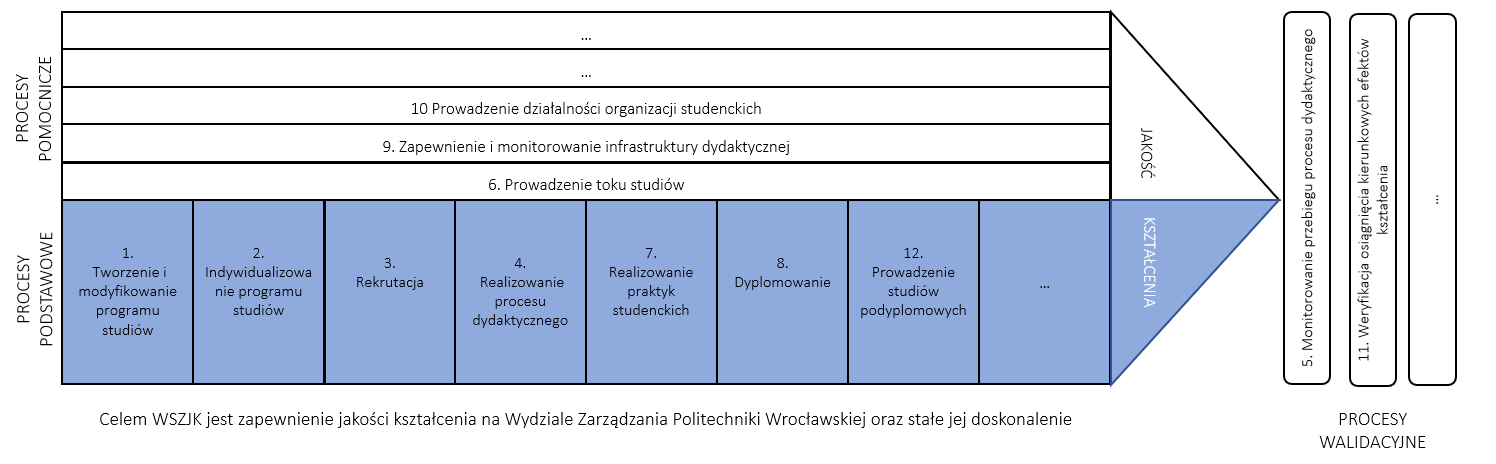 PROCESY
POMOCNICZE
...
...
10 Prowadzenie działalności organizacji studenckich
9. Zapewnienie i monitorowanie infrastruktury dydaktycznej
6. Prowadzenie toku studiów
PROCESY
PODSTAWOWE
1.
Tworzenie i
modyfikowanie
programu
studiów
2.
Indywidualizowa
nie programu
studiów
3.
Rekrutacja
4.
Realizowanie
procesu
dydaktycznego
7.
Realizowanie
praktyk
studenckich
8.
Dyplomowanie
12.
Prowadzenie
studiów
podyplomowych
...
JAKOŚĆ
KSZTAŁCENIA
5. Monitorowanie przebiegu procesu dydaktycznego
11. Weryfikacja osiągnięcia kierunkowych efektów
kształcenia
...
Celem WSZJK jest zapewnienie jakości kształcenia na Wydziale Zarządzania Politechniki Wrocławskiej oraz stałe jej doskonalenie
PROCESY
WALIDACYJNE